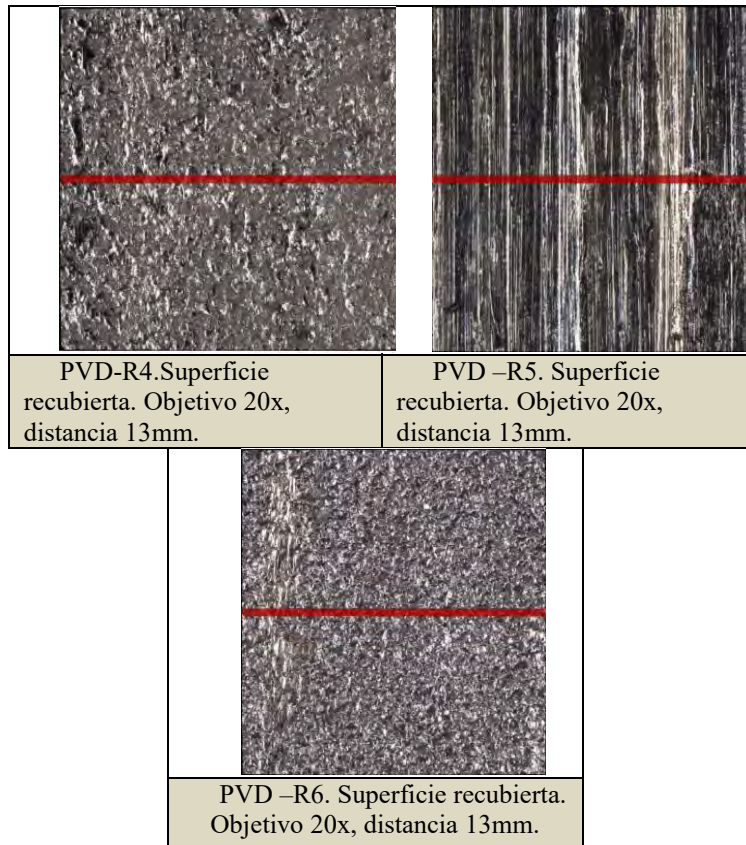 PVD-R4.Superficie
recubierta. Objetivo 20x,
distancia 13mm.
PVD –R5. Superficie
recubierta. Objetivo 20x,
distancia 13mm.
PVD –R6. Superficie recubierta.
Objetivo 20x, distancia 13mm.